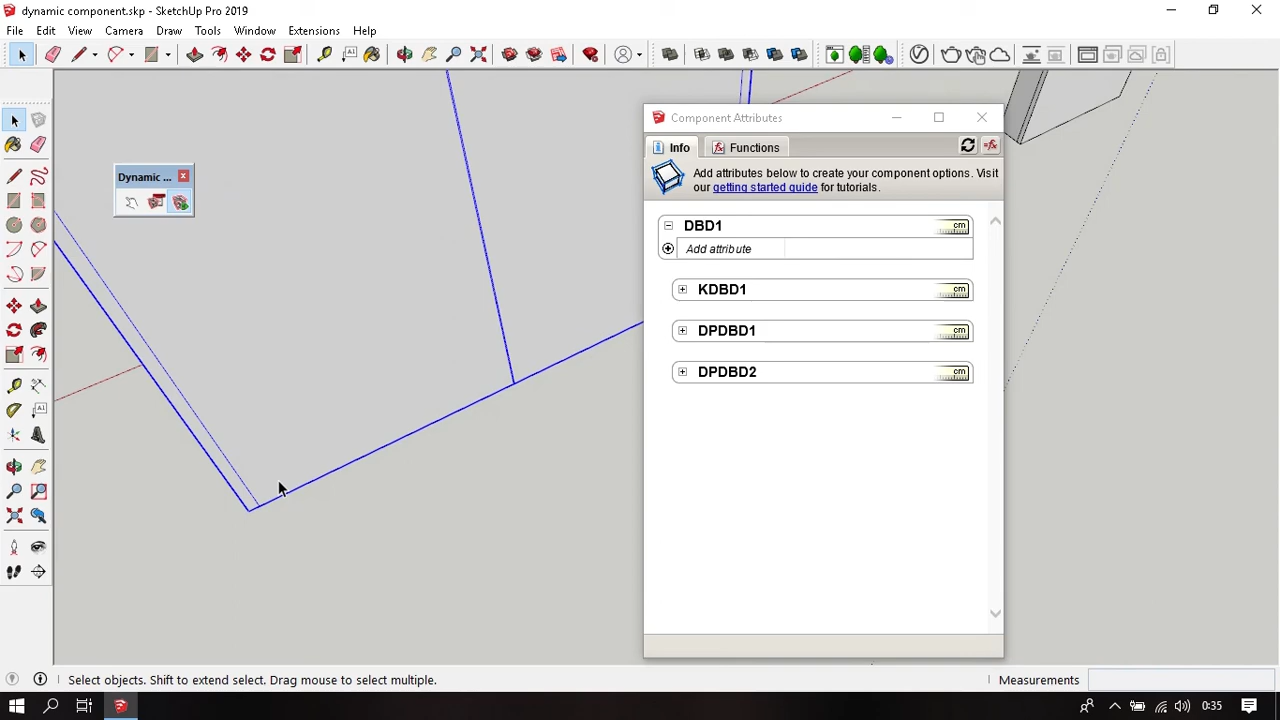 dynamic component.skp - SketchUp Pro 2019
File Edit View Camera Draw Tools Window Extensions Help
Component Attributes
Info Functions
Add attributes below to create your component options. Visit
our getting started guide for tutorials.
Dynamic ...
DBD1 cm
Add attribute
KDBD1 cm
DPDBD1 cm
DPDBD2 cm
Select objects. Shift to extend select. Drag mouse to select multiple.
Measurements
0:35